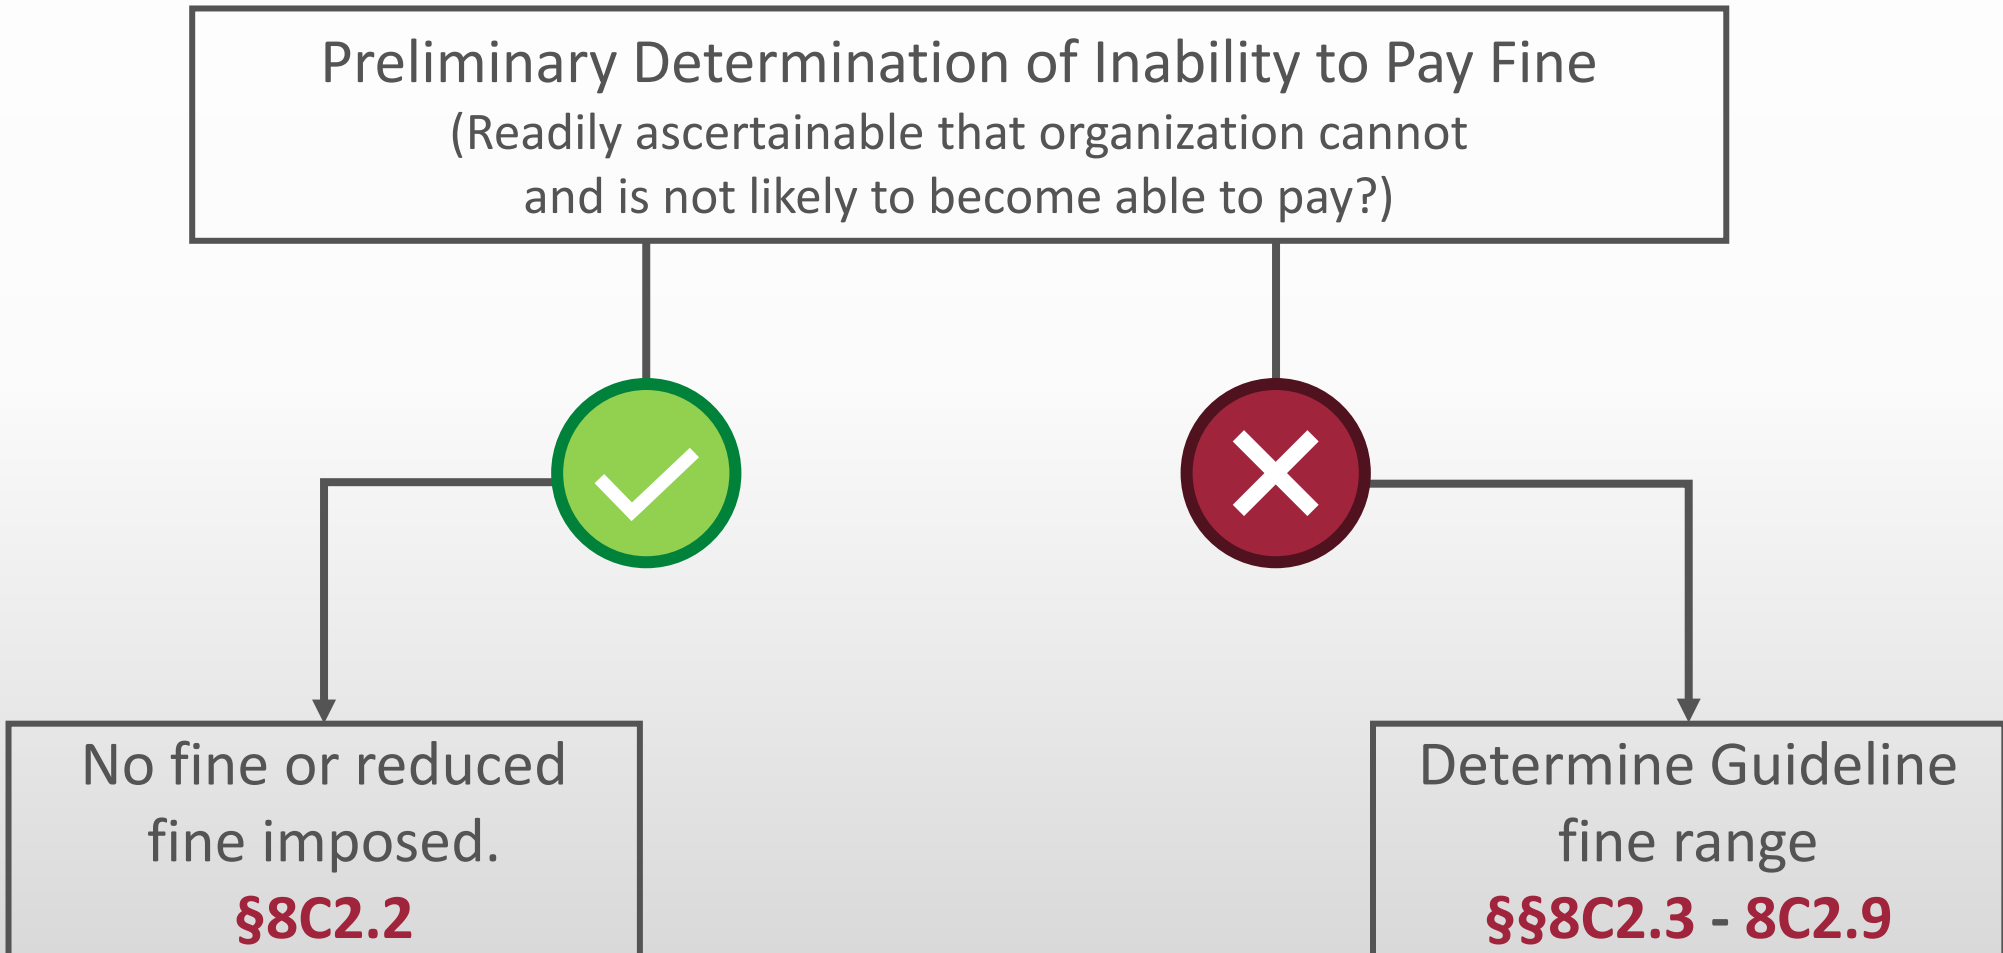 Preliminary Determination of Inability to Pay Fine
(Readily ascertainable that organization cannot
and is not likely to become able to pay?)
No fine or reduced
fine imposed.
§8C2.2
Determine Guideline
fine range
§§8C2.3 - 8C2.9